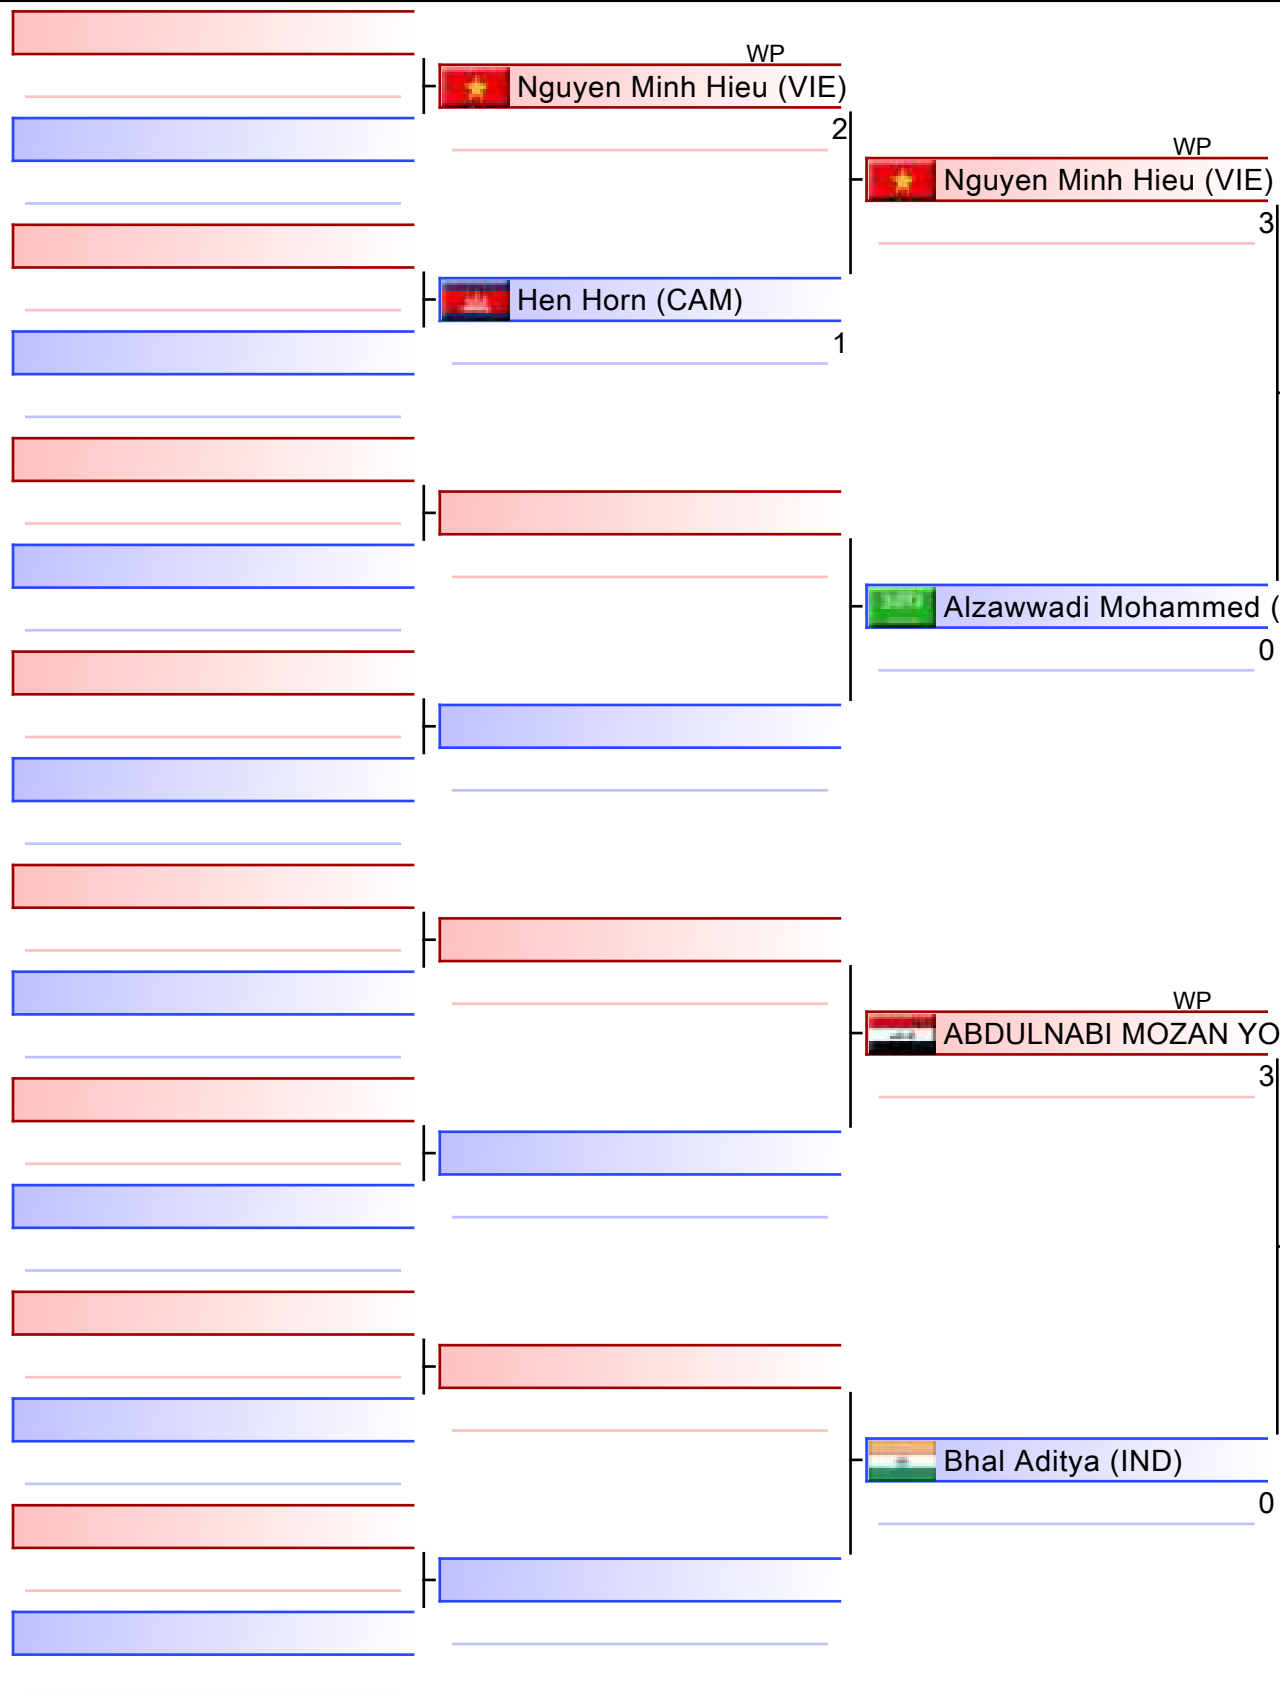 WP
Nguyen Minh Hieu (VIE)
2
WP
Nguyen Minh Hieu (VIE)
3
Hen Horn (CAM)
1
Alzawwadi Mohammed (
0
WP
ABDULNABI MOZAN YO
3
Bhal Aditya (IND)
0